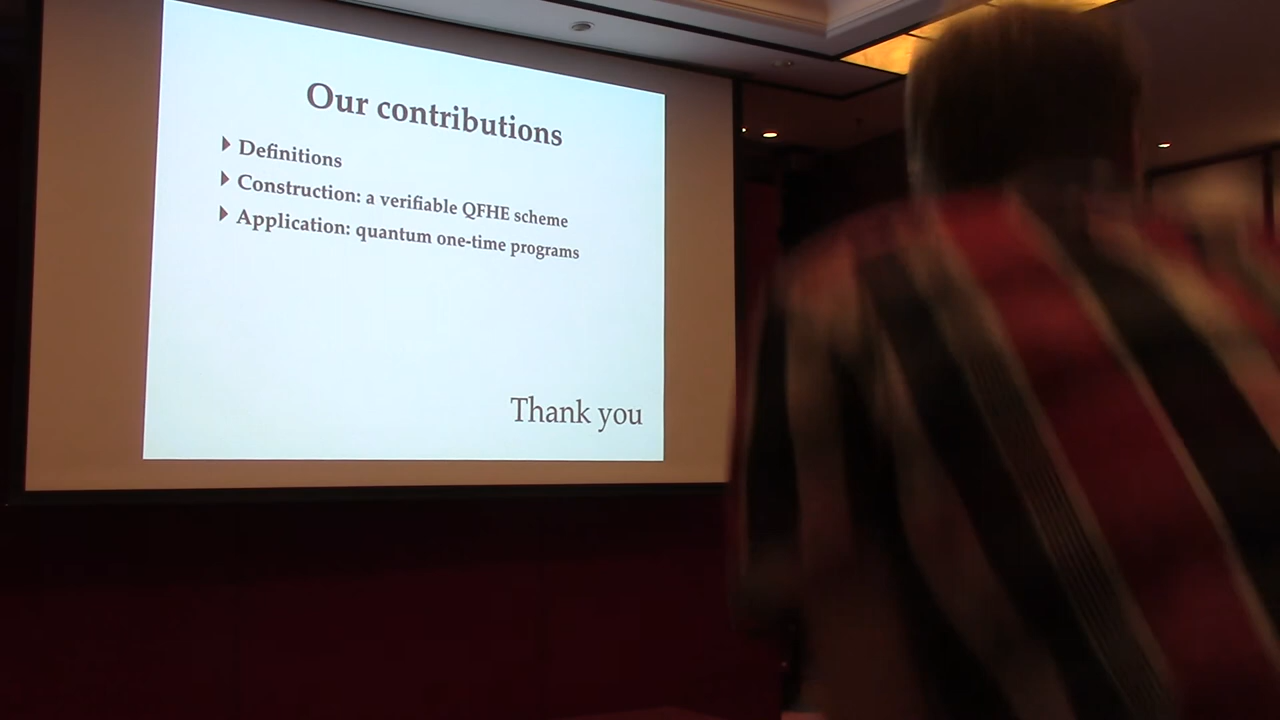 Our contributions
Definitions
Construction: a verifiable QFHE scheme
Application: quantum one-time programs
Thank you